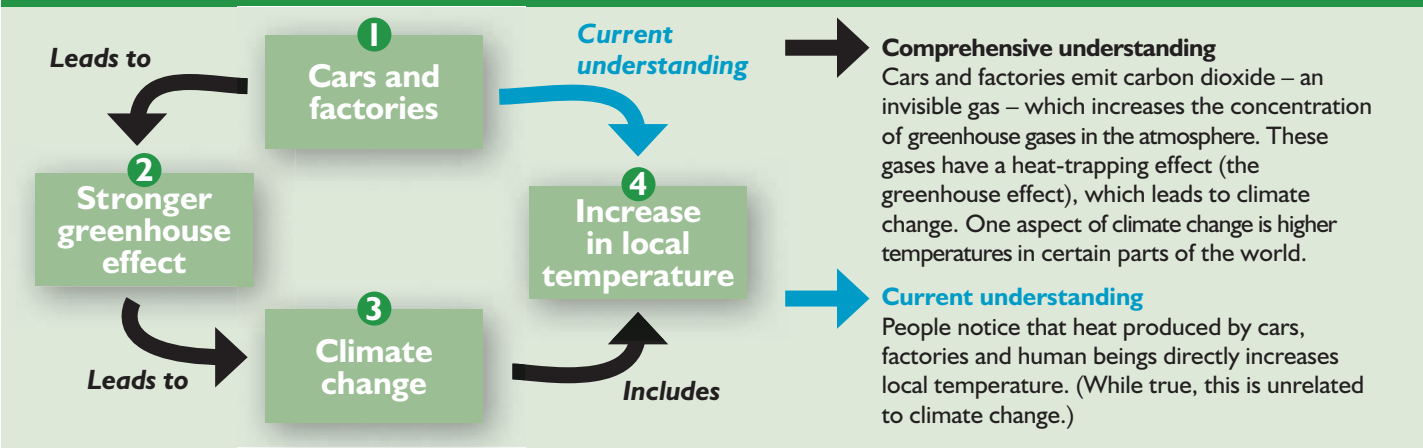 Leads to
1
Cars and
factories
Current
understanding
2
Stronger
greenhouse
effect
4
Increase
in local
temperature
Leads to
3
Climate
change
Includes
Comprehensive understanding
Cars and factories emit carbon dioxide – an
invisible gas – which increases the concentration
of greenhouse gases in the atmosphere. These
gases have a heat-trapping effect (the
greenhouse effect), which leads to climate
change. One aspect of climate change is higher
temperatures in certain parts of the world.
Current understanding
People notice that heat produced by cars,
factories and human beings directly increases
local temperature. (While true, this is unrelated
to climate change.)